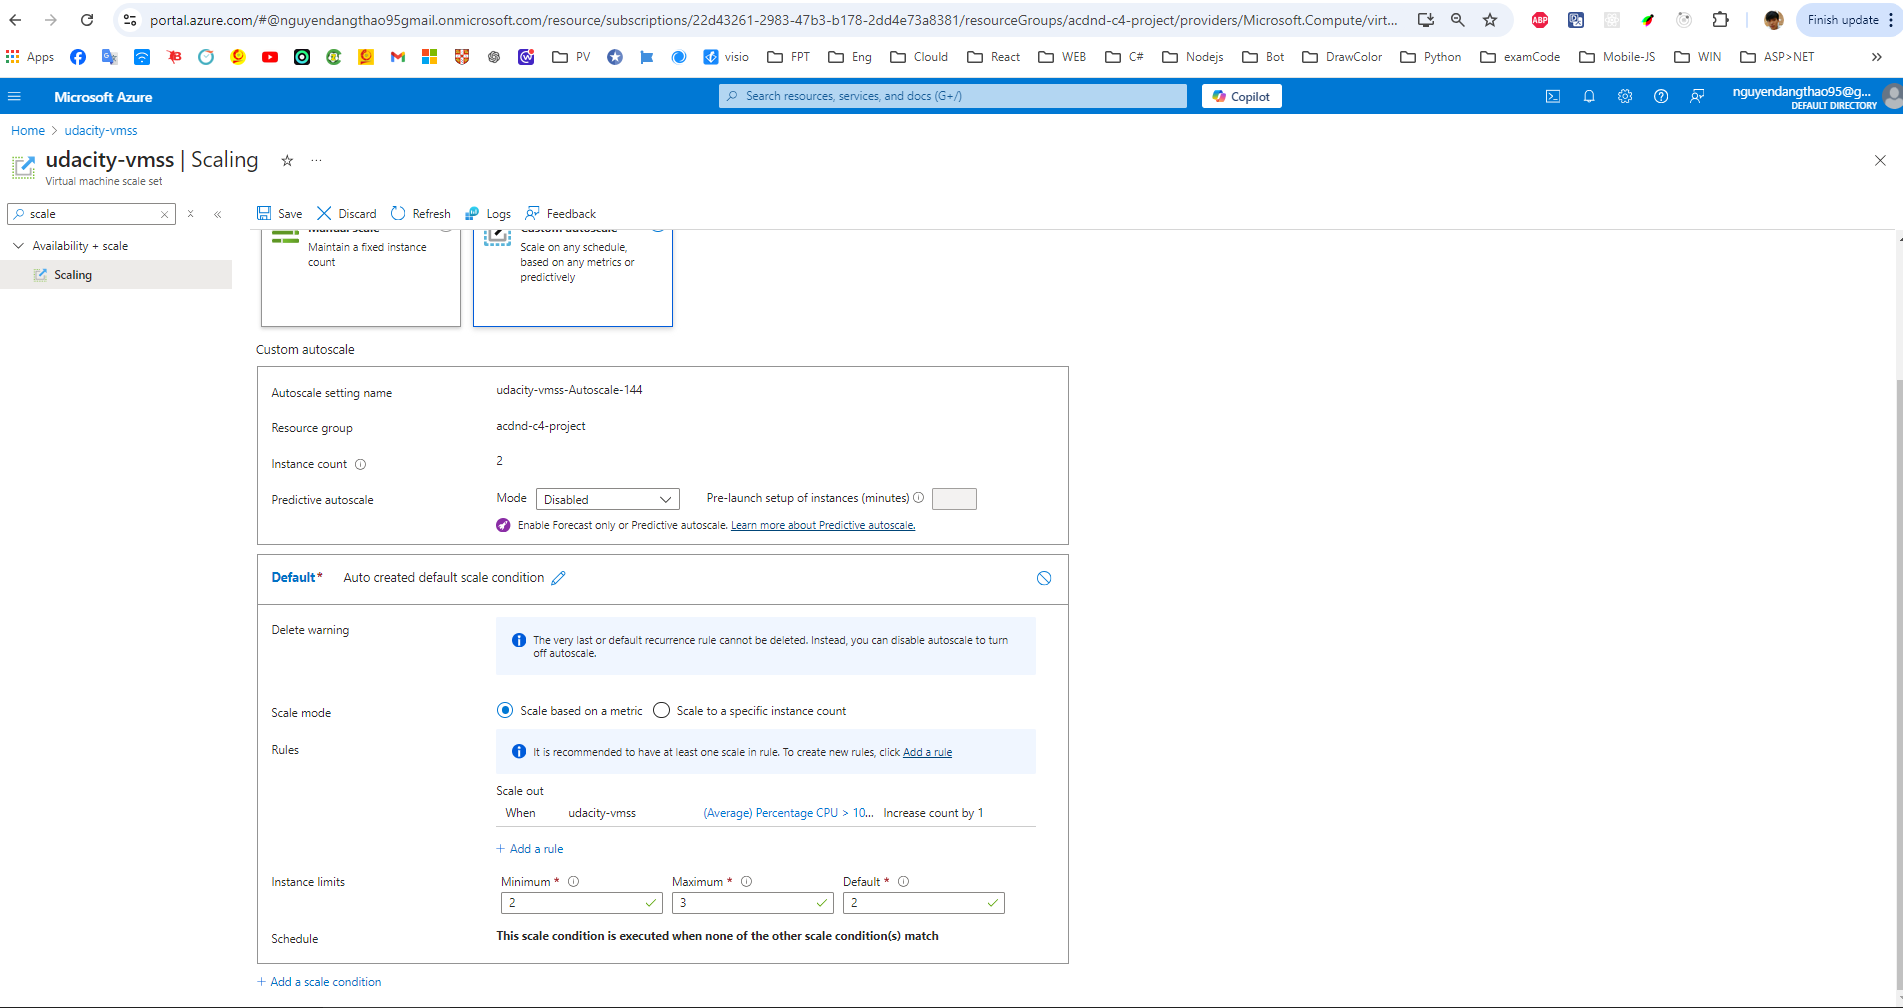 portal.azure.com/#@nguyendangthao95gmail.onmicrosoft.com/resource/subscriptions/22d43261-2983-47b3-b178-2dd4e73a8381/resourceGroups/acdnd-c4-project/providers/Microsoft.Compute/virt...
ABP
Finish update
Apps
PV
visio
FPT
Eng
Clould
React
WEB
C#
Nodejs
Bot
DrawColor
Python
examCode
Mobile-JS
WIN
ASP>NET
»
Microsoft Azure
Search resources, services, and docs (G+/)
Copilot
nguyendangthao95@g...
DEFAULT DIRECTORY
Home > udacity-vmss
udacity-vmss | Scaling
Virtual machine scale set
scale
Availability + scale
Scaling
Save
Discard
Refresh
Logs
Feedback
Manual scale
Maintain a fixed instance
count
Custom autoscale
Scale on any schedule,
based on any metrics or
predictively
Custom autoscale
Autoscale setting name
udacity-vmss-Autoscale-144
Resource group
acdnd-c4-project
Instance count
2
Predictive autoscale
Mode
Disabled
Pre-launch setup of instances (minutes)
Enable Forecast only or Predictive autoscale. Learn more about Predictive autoscale.
Default*
Auto created default scale condition
Delete warning
The very last or default recurrence rule cannot be deleted. Instead, you can disable autoscale to turn
off autoscale.
Scale mode
Scale based on a metric
Scale to a specific instance count
Rules
It is recommended to have at least one scale in rule. To create new rules, click Add a rule
Scale out
When
udacity-vmss
(Average) Percentage CPU > 10...
Increase count by 1
+ Add a rule
Instance limits
Minimum *
Maximum *
Default *
2
3
2
Schedule
This scale condition is executed when none of the other scale condition(s) match
+ Add a scale condition